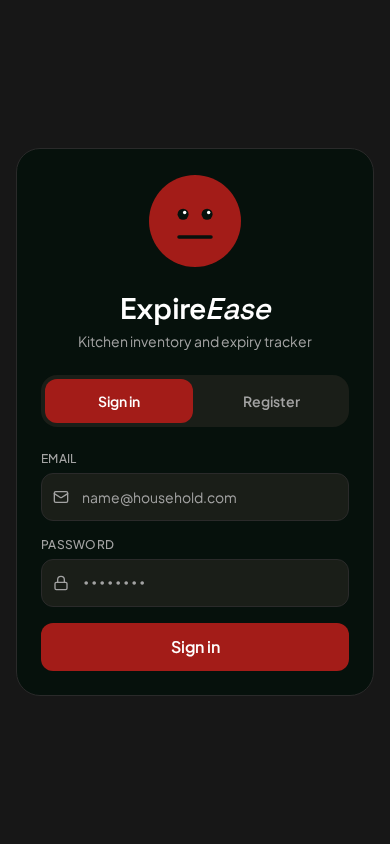 ExpireEase
Kitchen inventory and expiry tracker
Sign in
Register
EMAIL
name@household.com
PASSWORD
••••••••
Sign in